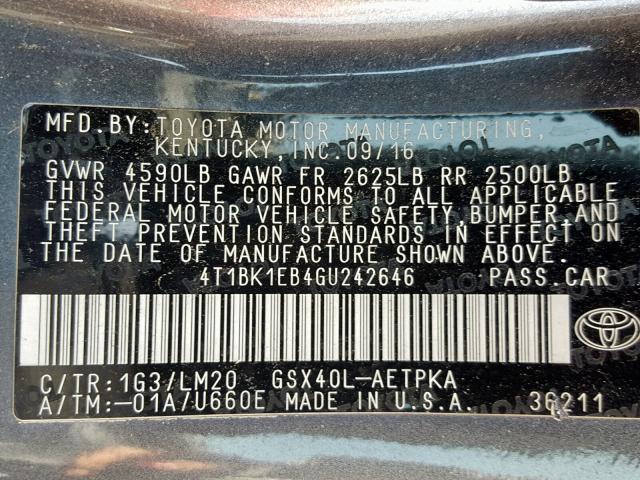 MFD.BY:TOYOTA MOTOR MANUFACTURING,
KENTUCKY,INC.09/16
GVWR 4590LB GAWR FR 2625LB RR 2500LB
THIS VEHICLE CONFORMS TO ALL APPLICABLE
FEDERAL MOTOR VEHICLE SAFETY,BUMPER,AND
THEFT PREVENTION STANDARDS IN EFFECT ON
THE DATE OF MANUFACTURE SHOWN ABOVE.
4T1BK1EB4GU242646 PASS.CAR
C/TR:1G3/LM20 GSX40L-AETPKA
A/TM:-01A/U660E MADE IN U.S.A. 36211